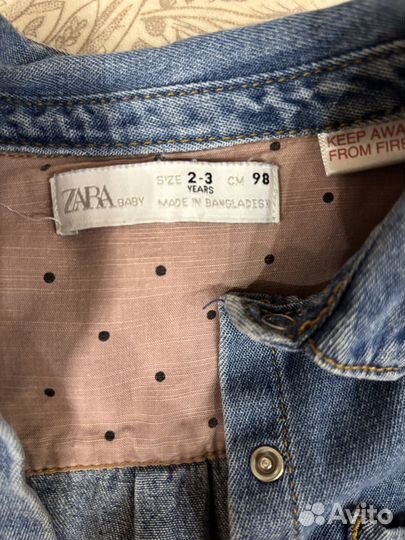 ZARA BABY
SIZE 2-3 YEARS CM 98
MADE IN BANGLADESH
KEEP AWAY
FROM FIRE
Avito